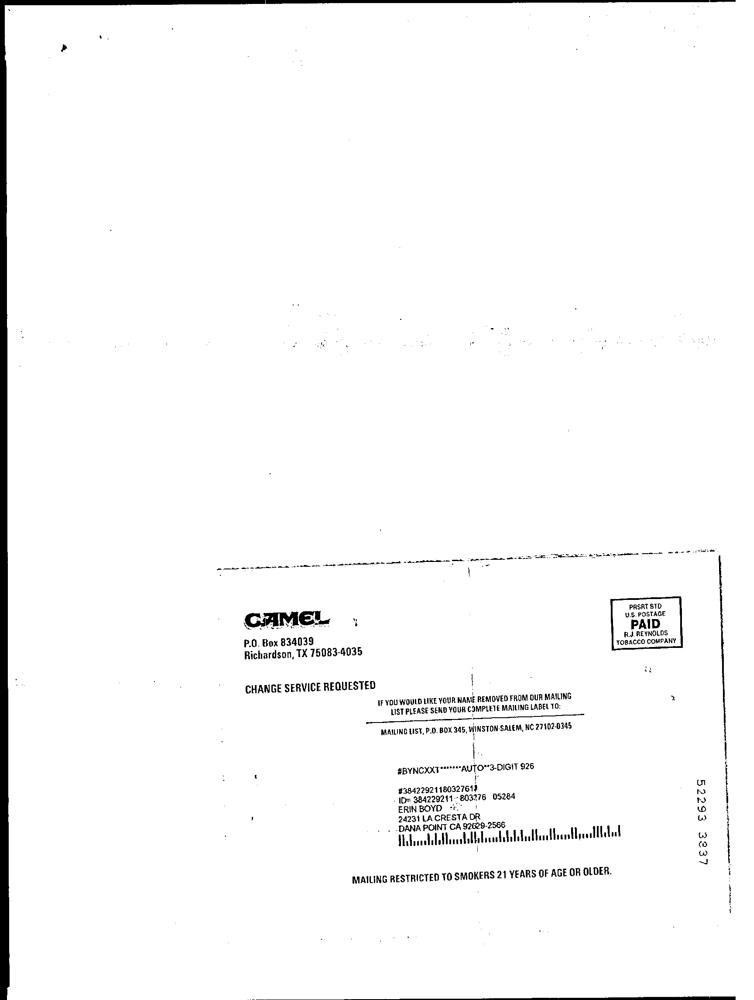 CAMEL
P.O. Box 834039
Richardson, TX 75083-4035
PRSRT STD
U.S. POSTAGE
PAID
R.J. REYNOLDS
TOBACCO COMPANY
CHANGE SERVICE REQUESTED
IF YOU WOULD LIKE YOUR NAME REMOVED FROM OUR MAILING
LIST PLEASE SEND YOUR COMPLETE MAILING LABEL TO:
MAILING LIST, P.O. BOX 345, WINSTON-SALEM, NC 27102-0345
#BYNCXXT*******AUTO**3-DIGIT 926
#3842292118032761#
ID= 384229211 - 803276 05284
ERIN BOYD
24231 LA CRESTA DR
DANA POINT CA 92629-2566
MAILING RESTRICTED TO SMOKERS 21 YEARS OF AGE OR OLDER.
52293 3837